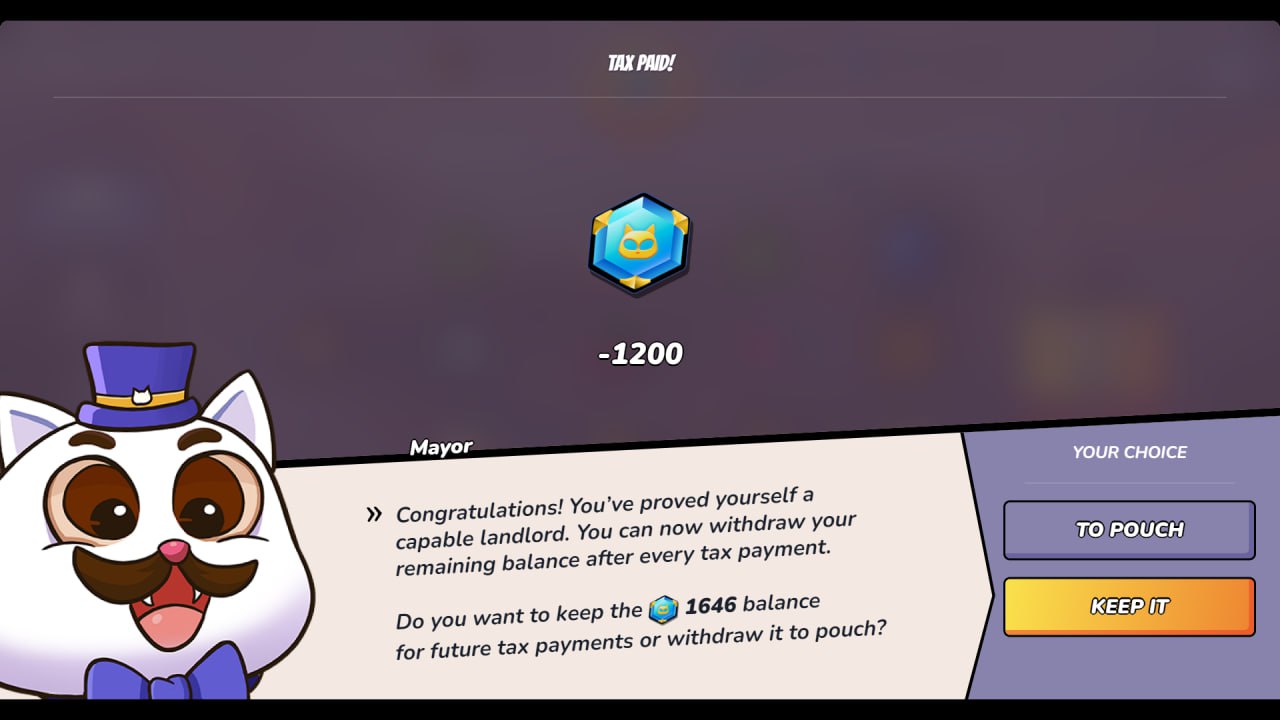 TAX PAID!
-1200
Mayor
» Congratulations! You’ve proved yourself a
capable landlord. You can now withdraw your
remaining balance after every tax payment.
Do you want to keep the 1646 balance
for future tax payments or withdraw it to pouch?
YOUR CHOICE
TO POUCH
KEEP IT